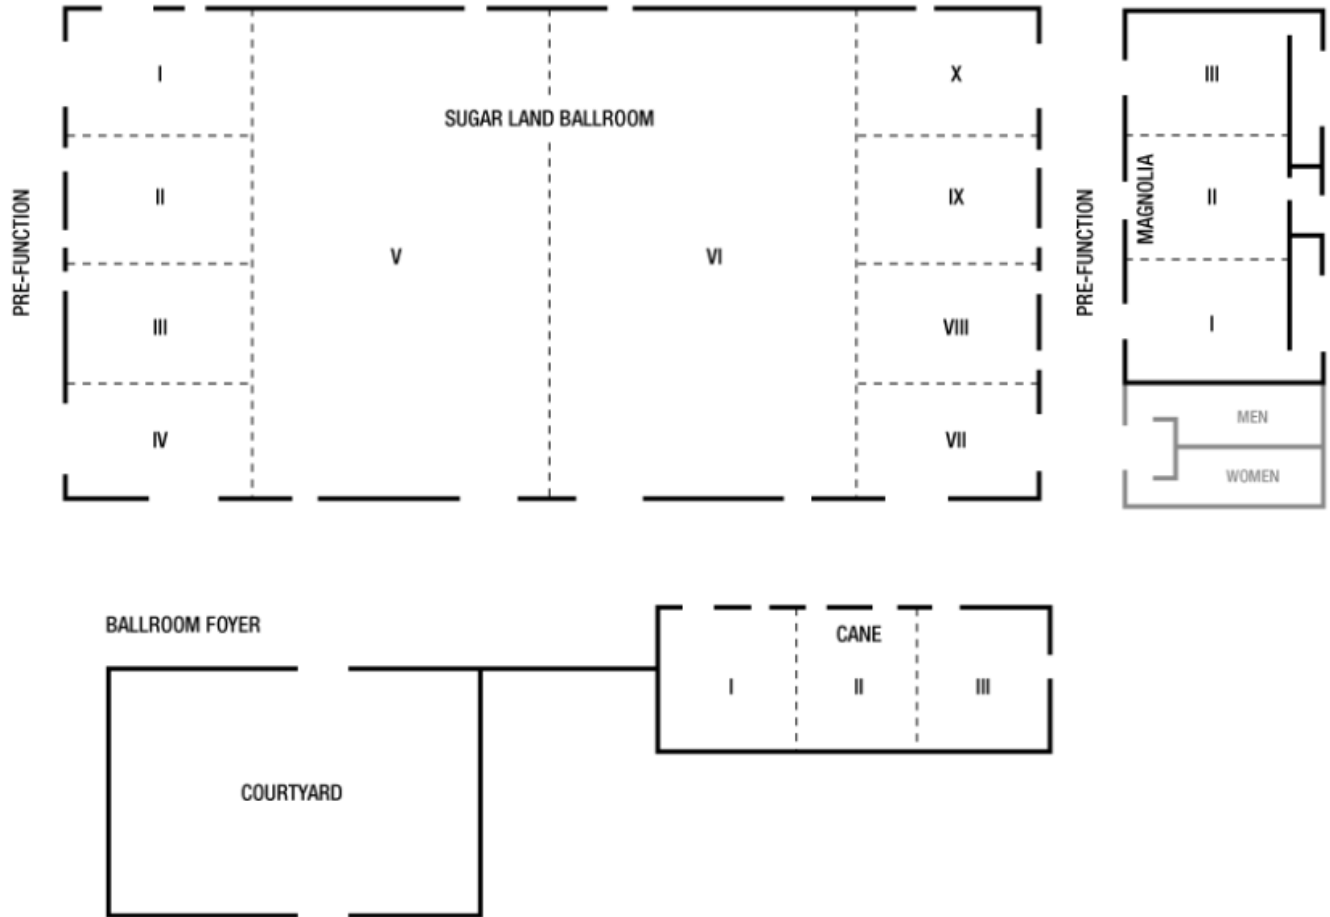 I
X
III
SUGAR LAND BALLROOM
PRE-FUNCTION
II
IX
PRE-FUNCTION
MAGNOLIA
II
V
VI
III
VIII
I
IV
VII
MEN
WOMEN
BALLROOM FOYER
CANE
I
II
III
COURTYARD